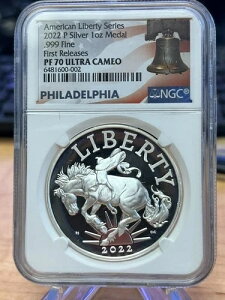 American Liberty Series
2022 P Silver 1oz Medal
.999 Fine
First Releases
PF 70 ULTRA CAMEO
6481600-002
PHILADELPHIA
NGC
LIBERTY
2022